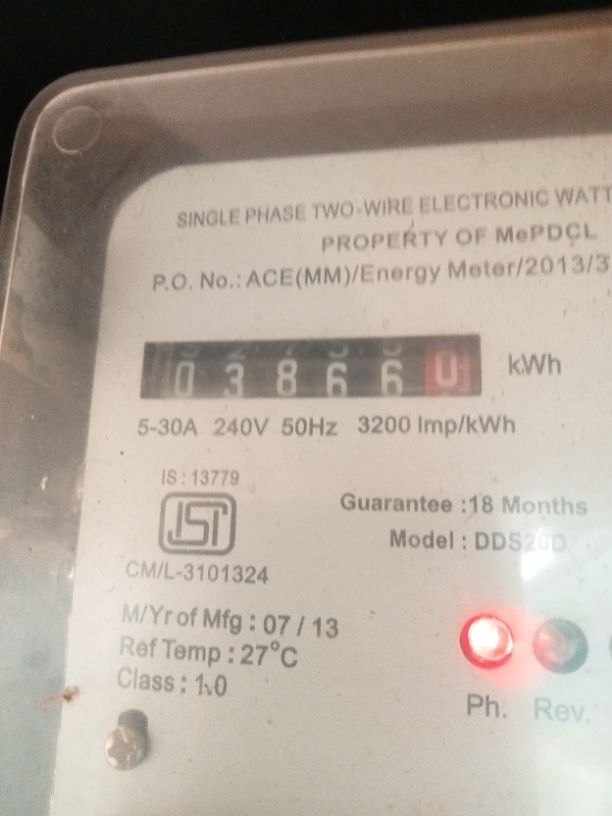 SINGLE PHASE TWO-WIRE ELECTRONIC WATT
PROPERTY OF MePDCL
P.O. No.: ACE(MM)/Energy Meter/2013/3
0 3 8 6 6 0 kWh
5-30A 240V 50Hz 3200 Imp/kWh
IS : 13779
ISI
CM/L-3101324
Guarantee :18 Months
Model :
M/Yr of Mfg : 07 / 13
Ref Temp : 27°C
Class : 1.0
Ph. Rev.